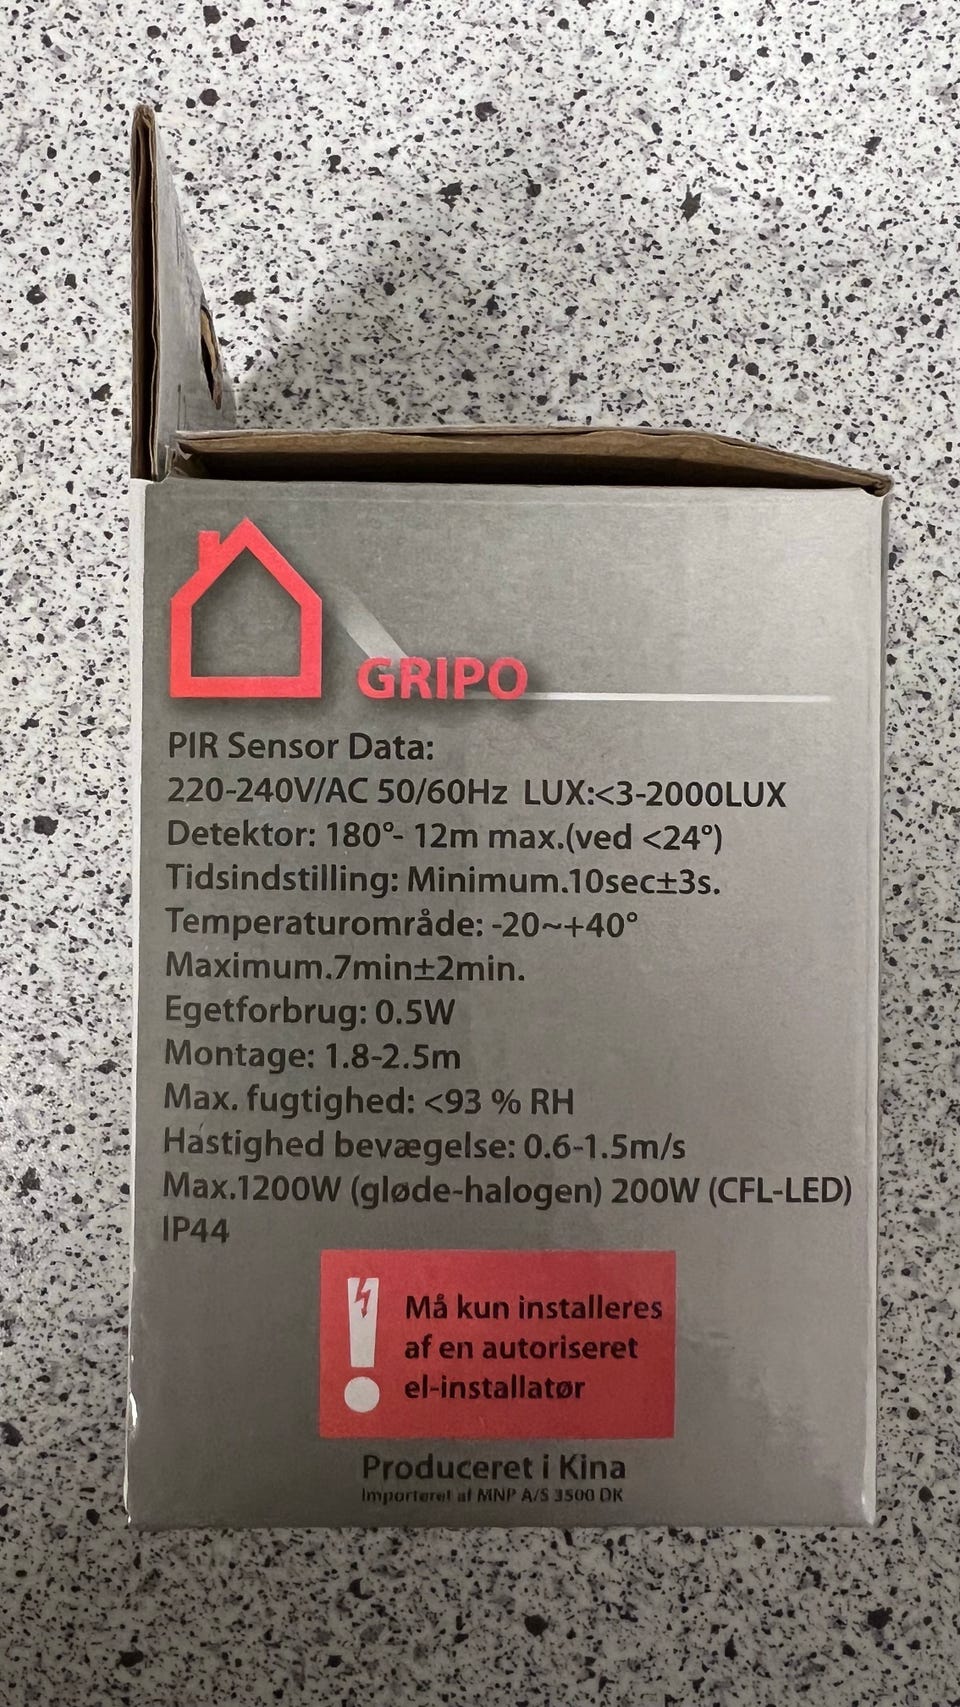 GRIPO
PIR Sensor Data:
220-240V/AC 50/60Hz LUX:<3-2000LUX
Detektor: 180°- 12m max.(ved <24°)
Tidsindstilling: Minimum.10sec±3s.
Temperaturområde: -20~+40°
Maximum.7min±2min.
Egetforbrug: 0.5W
Montage: 1.8-2.5m
Max. fugtighed: <93 % RH
Hastighed bevægelse: 0.6-1.5m/s
Max.1200W (gløde-halogen) 200W (CFL-LED)
IP44
Må kun installeres
af en autoriseret
el-installatør
Produceret i Kina
Importeret af MNP A/S 3500 DK